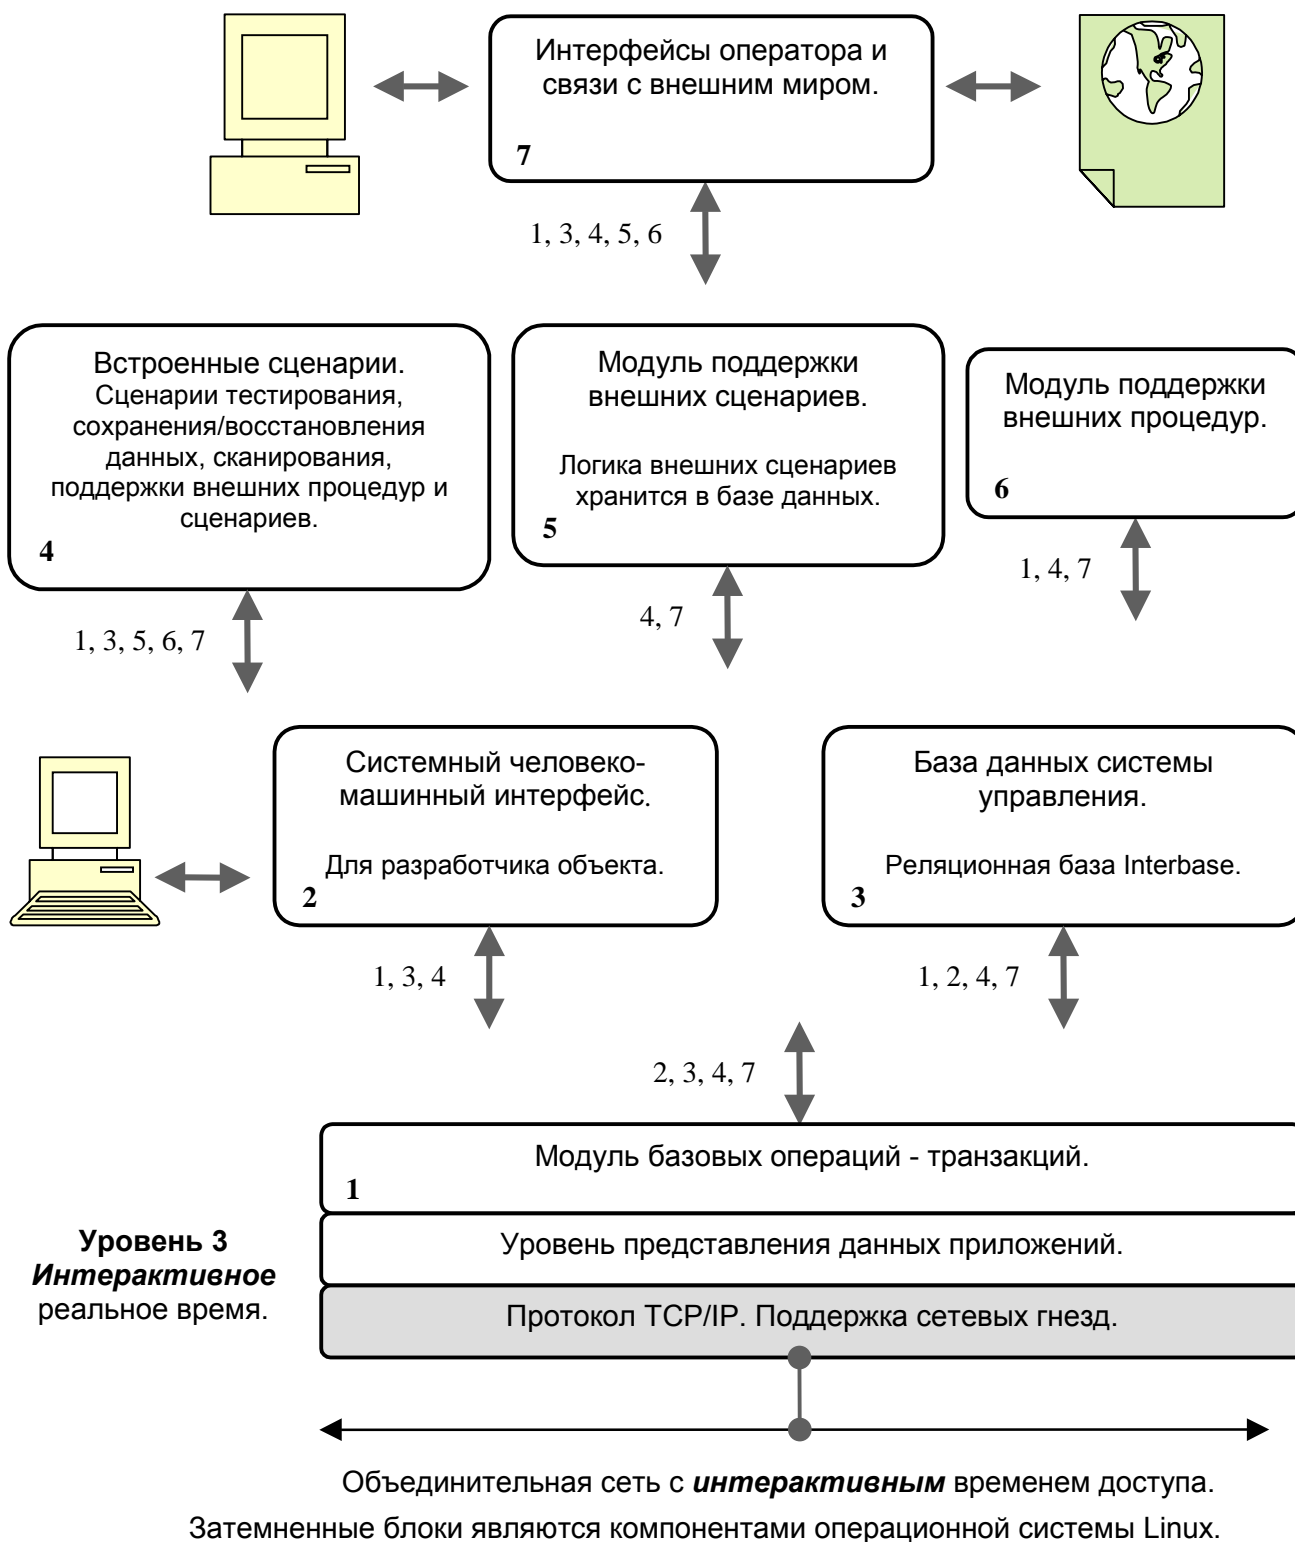 Интерфейсы оператора и
связи с внешним миром.
7
1, 3, 4, 5, 6
Встроенные сценарии.
Сценарии тестирования,
сохранения/восстановления
данных, сканирования,
поддержки внешних процедур и
сценариев.
4
Модуль поддержки
внешних сценариев.
Логика внешних сценариев
хранится в базе данных.
5
Модуль поддержки
внешних процедур.
6
1, 3, 5, 6, 7
4, 7
1, 4, 7
Системный человеко-
машинный интерфейс.
Для разработчика объекта.
2
База данных системы
управления.
Реляционная база Interbase.
3
1, 3, 4
1, 2, 4, 7
2, 3, 4, 7
Модуль базовых операций - транзакций.
1
Уровень представления данных приложений.
Протокол TCP/IP. Поддержка сетевых гнезд.
Уровень 3
Интерактивное
реальное время.
Объединительная сеть с интерактивным временем доступа.
Затемненные блоки являются компонентами операционной системы Linux.